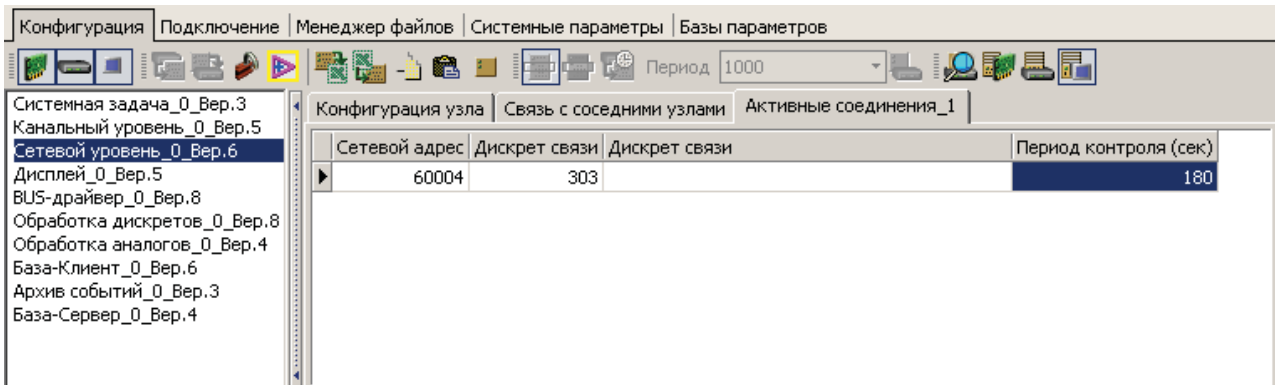 Конфигурация Подключение Менеджер файлов Системные параметры Базы параметров
Период 1000
Системная задача_0_Вер.3
Канальный уровень_0_Вер.5
Сетевой уровень_0_Вер.6
Дисплей_0_Вер.5
BUS-драйвер_0_Вер.8
Обработка дискретов_0_Вер.8
Обработка аналогов_0_Вер.4
База-Клиент_0_Вер.6
Архив событий_0_Вер.3
База-Сервер_0_Вер.4
Конфигурация узла Связь с соседними узлами Активные соединения_1
Сетевой адрес Дискрет связи Дискрет связи Период контроля (сек)
60004 303 180